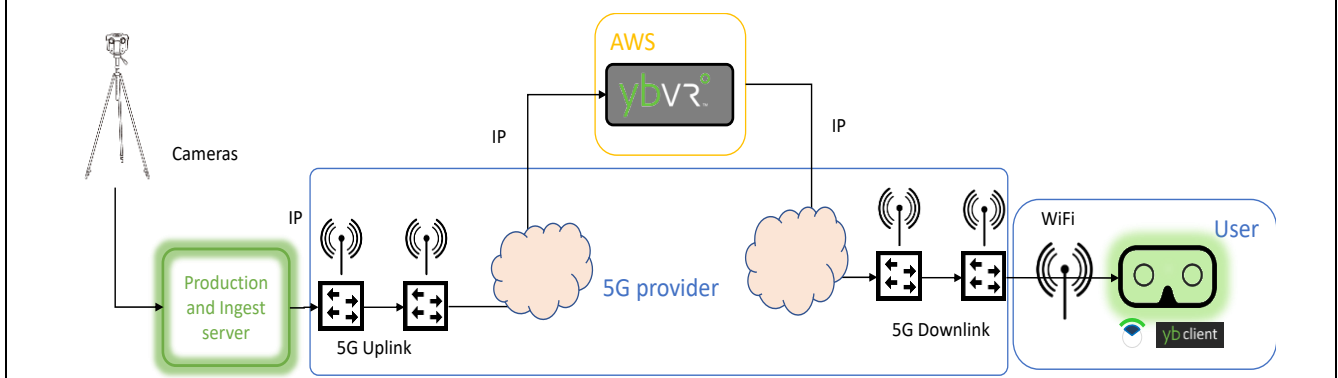 AWS
ybVR
IP
IP
Cameras
IP
WiFi
User
Production
and Ingest
server
5G provider
5G Uplink
5G Downlink
yb client